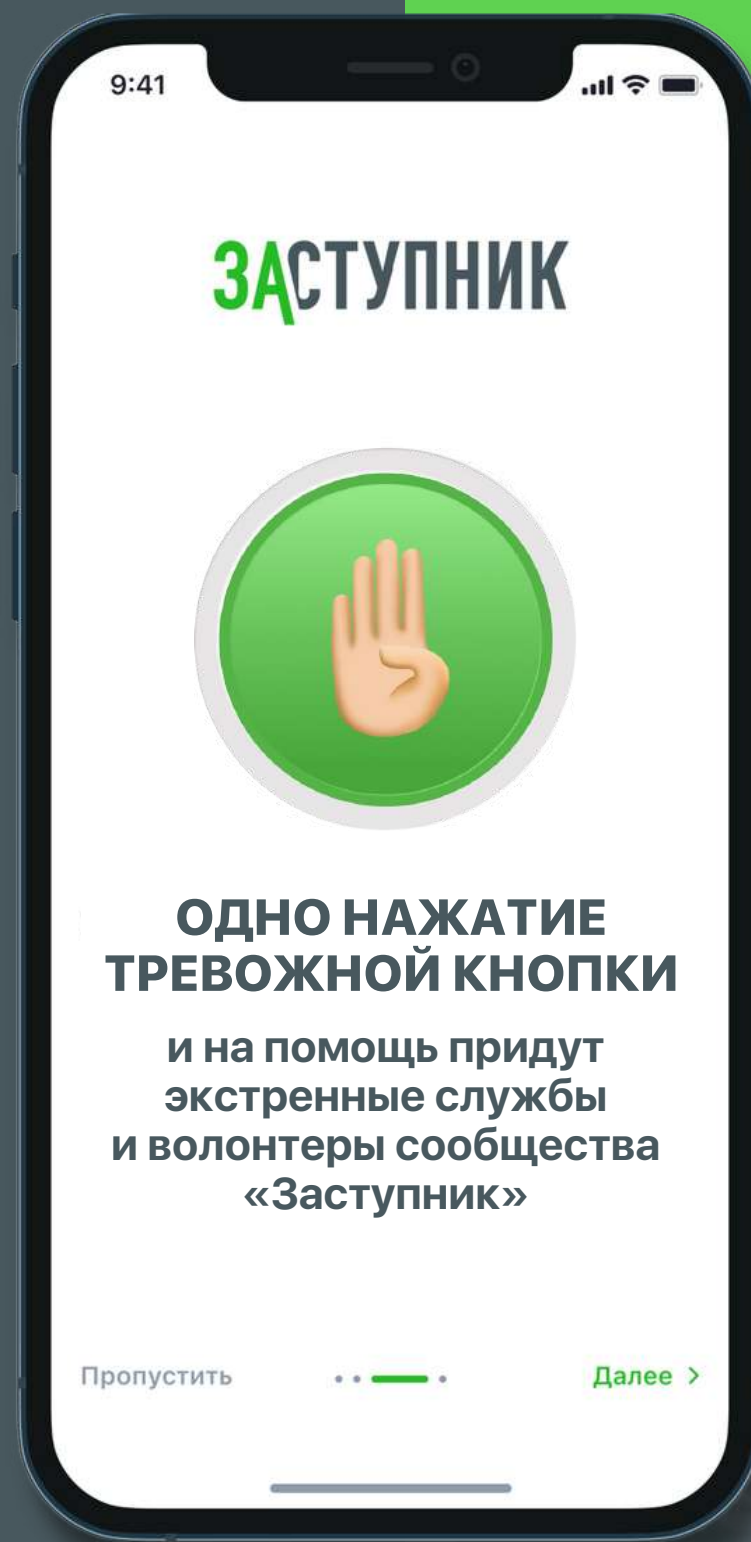 9:41
ЗАСТУПНИК
ОДНО НАЖАТИЕ
ТРЕВОЖНОЙ КНОПКИ
и на помощь придут
экстренные службы
и волонтеры сообщества
«Заступник»
Пропустить
Далее >